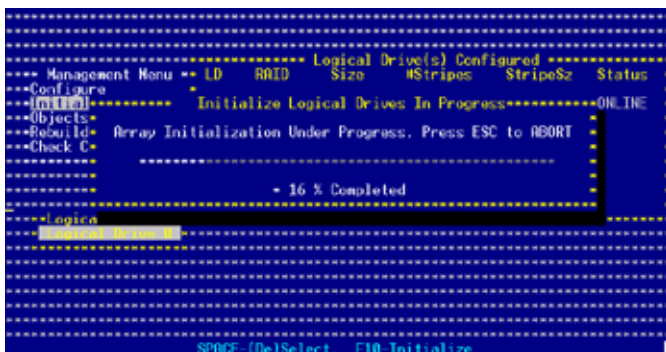 Logical Drive(s) Configured
Management Menu LD RAID Size #Stripes StripeSz Status
Configure
Initial Initialize Logical Drives In Progress ONLINE
Objects
Rebuild Array Initialization Under Progress. Press ESC to ABORT
Check C
16 % Completed
Logica
Logical Drive 0
SPACE-(De)Select F10-Initialize